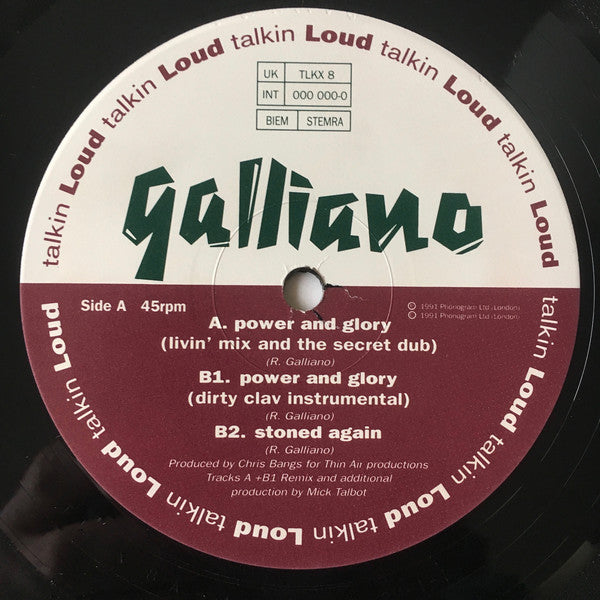 talkin Loud talkin Loud talkin Loud talkin Loud talkin Loud talkin Loud talkin Loud talkin Loud
UK TLKX 8
INT 000 000-0
BIEM STEMRA
galliano
Side A 45rpm
℗ 1991 Phonogram Ltd (London)
© 1991 Phonogram Ltd (London)
A. power and glory
(livin' mix and the secret dub)
(R. Galliano)
B1. power and glory
(dirty clav instrumental)
(R. Galliano)
B2. stoned again
(R. Galliano)
Produced by Chris Bangs for Thin Air productions
Tracks A +B1 Remix and additional
production by Mick Talbot